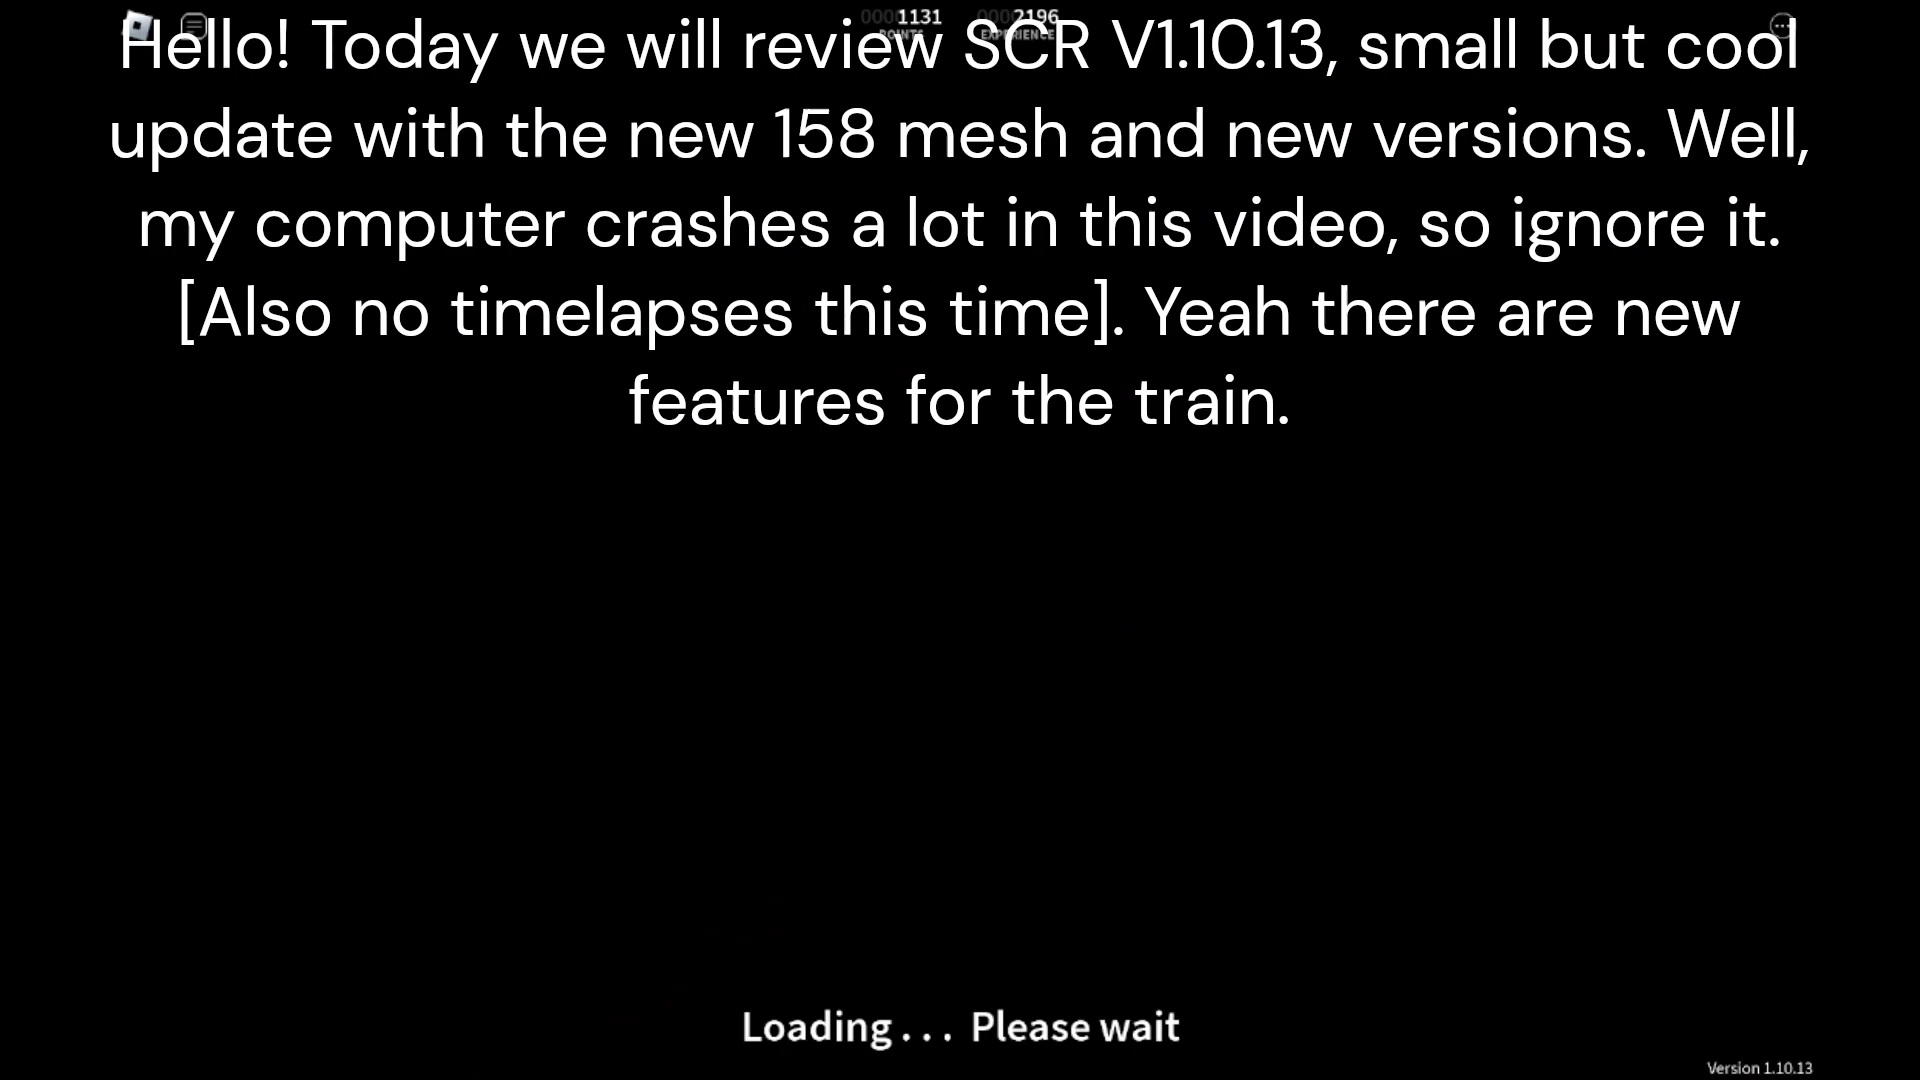 00001131 00002196
POINTS EXPERIENCE
Hello! Today we will review SCR V1.10.13, small but cool
update with the new 158 mesh and new versions. Well,
my computer crashes a lot in this video, so ignore it.
[Also no timelapses this time]. Yeah there are new
features for the train.
Loading . . . Please wait
Version 1.10.13